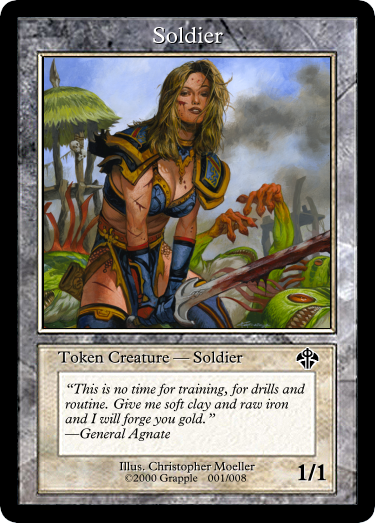 Soldier
Token Creature — Soldier
“This is no time for training, for drills and
routine. Give me soft clay and raw iron
and I will forge you gold.”
—General Agnate
Illus. Christopher Moeller
©2000 Grapple   001/008
1/1